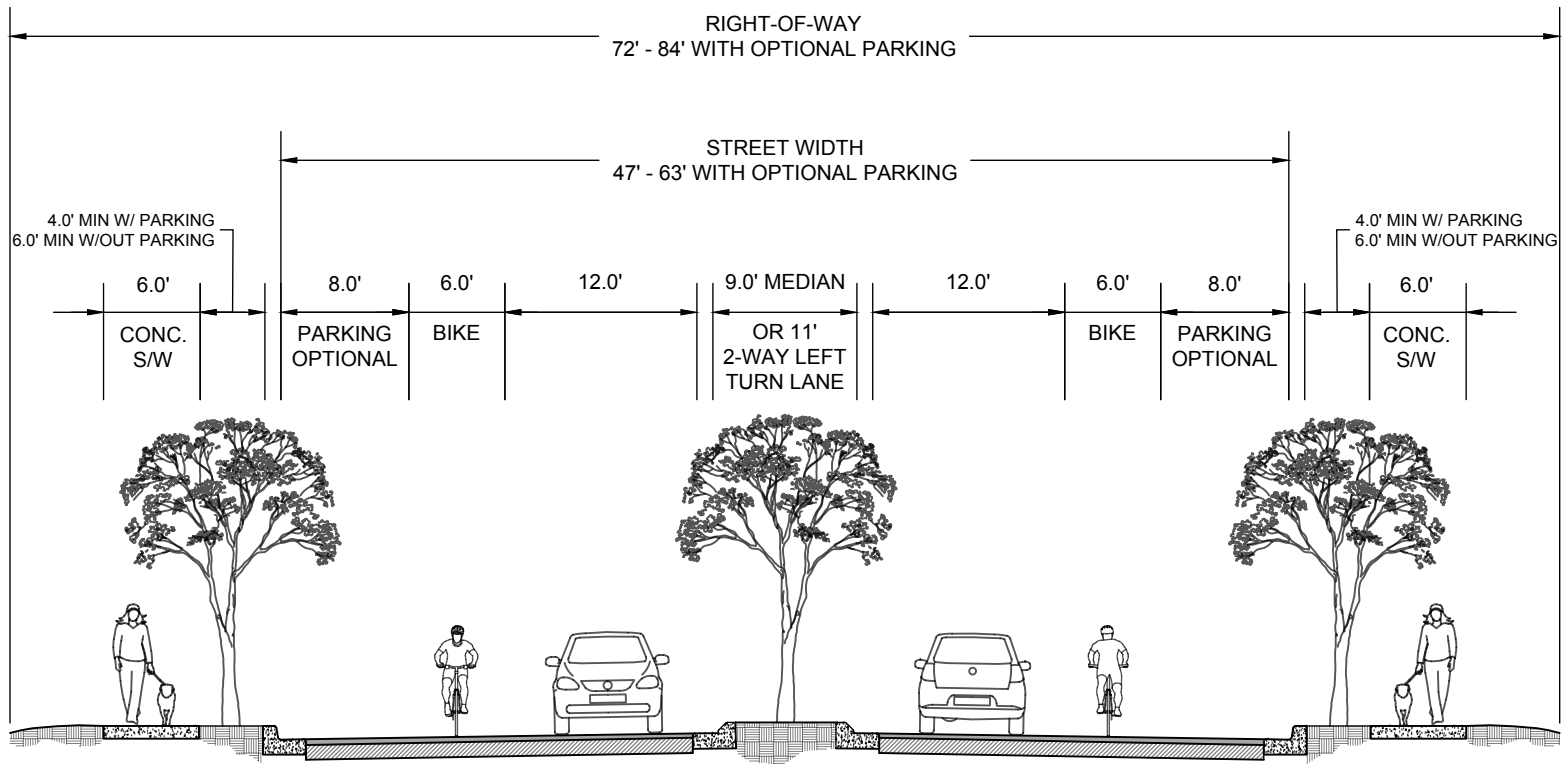 RIGHT-OF-WAY
72' - 84' WITH OPTIONAL PARKING
STREET WIDTH
47' - 63' WITH OPTIONAL PARKING
4.0' MIN W/ PARKING
6.0' MIN W/OUT PARKING
4.0' MIN W/ PARKING
6.0' MIN W/OUT PARKING
6.0'
8.0'
6.0'
12.0'
9.0' MEDIAN
12.0'
6.0'
8.0'
6.0'
CONC.
S/W
PARKING
OPTIONAL
BIKE
OR 11'
2-WAY LEFT
TURN LANE
BIKE
PARKING
OPTIONAL
CONC.
S/W